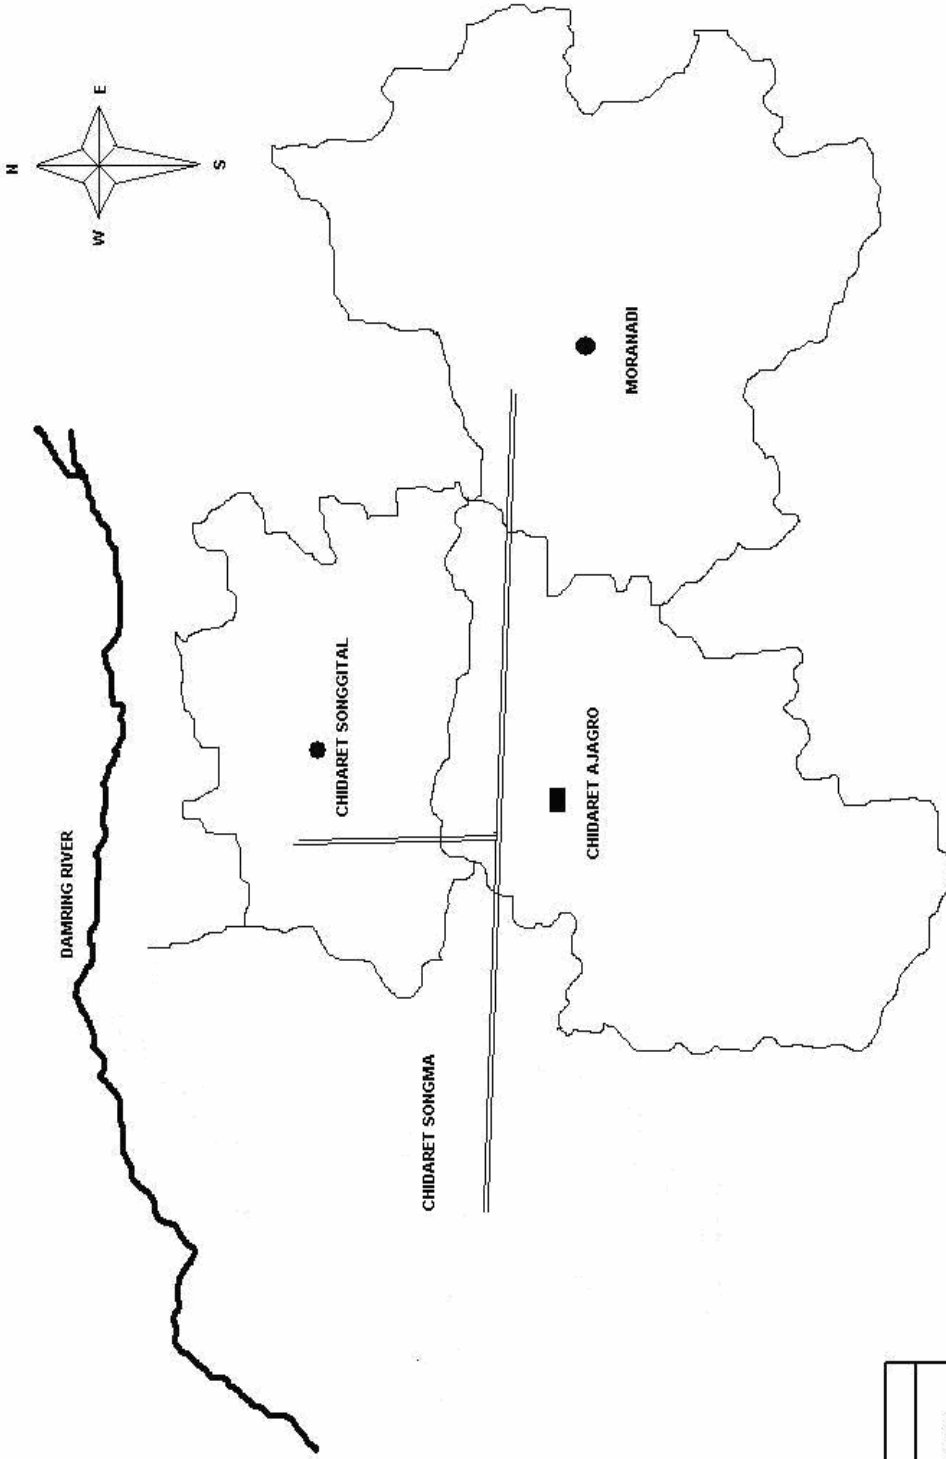 N
W
E
S
DAMRING RIVER
CHIDARET SONGGITAL
CHIDARET SONGMA
CHIDARET AJAGRO
MORANADI